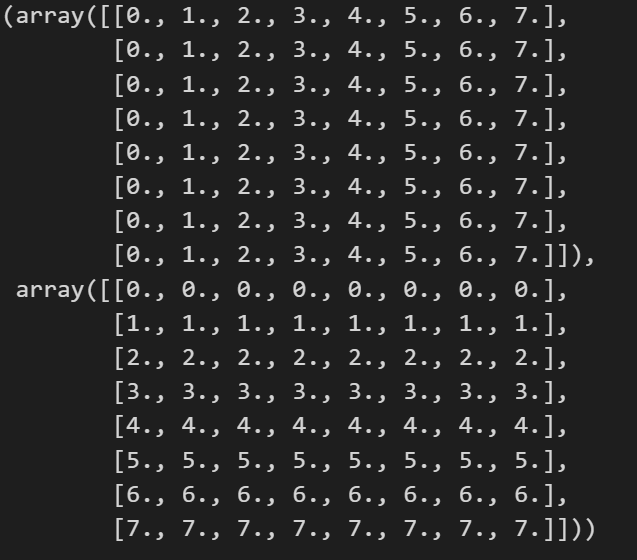 (array([[0., 1., 2., 3., 4., 5., 6., 7.],
        [0., 1., 2., 3., 4., 5., 6., 7.],
        [0., 1., 2., 3., 4., 5., 6., 7.],
        [0., 1., 2., 3., 4., 5., 6., 7.],
        [0., 1., 2., 3., 4., 5., 6., 7.],
        [0., 1., 2., 3., 4., 5., 6., 7.],
        [0., 1., 2., 3., 4., 5., 6., 7.],
        [0., 1., 2., 3., 4., 5., 6., 7.]]),
 array([[0., 0., 0., 0., 0., 0., 0., 0.],
        [1., 1., 1., 1., 1., 1., 1., 1.],
        [2., 2., 2., 2., 2., 2., 2., 2.],
        [3., 3., 3., 3., 3., 3., 3., 3.],
        [4., 4., 4., 4., 4., 4., 4., 4.],
        [5., 5., 5., 5., 5., 5., 5., 5.],
        [6., 6., 6., 6., 6., 6., 6., 6.],
        [7., 7., 7., 7., 7., 7., 7., 7.]]))